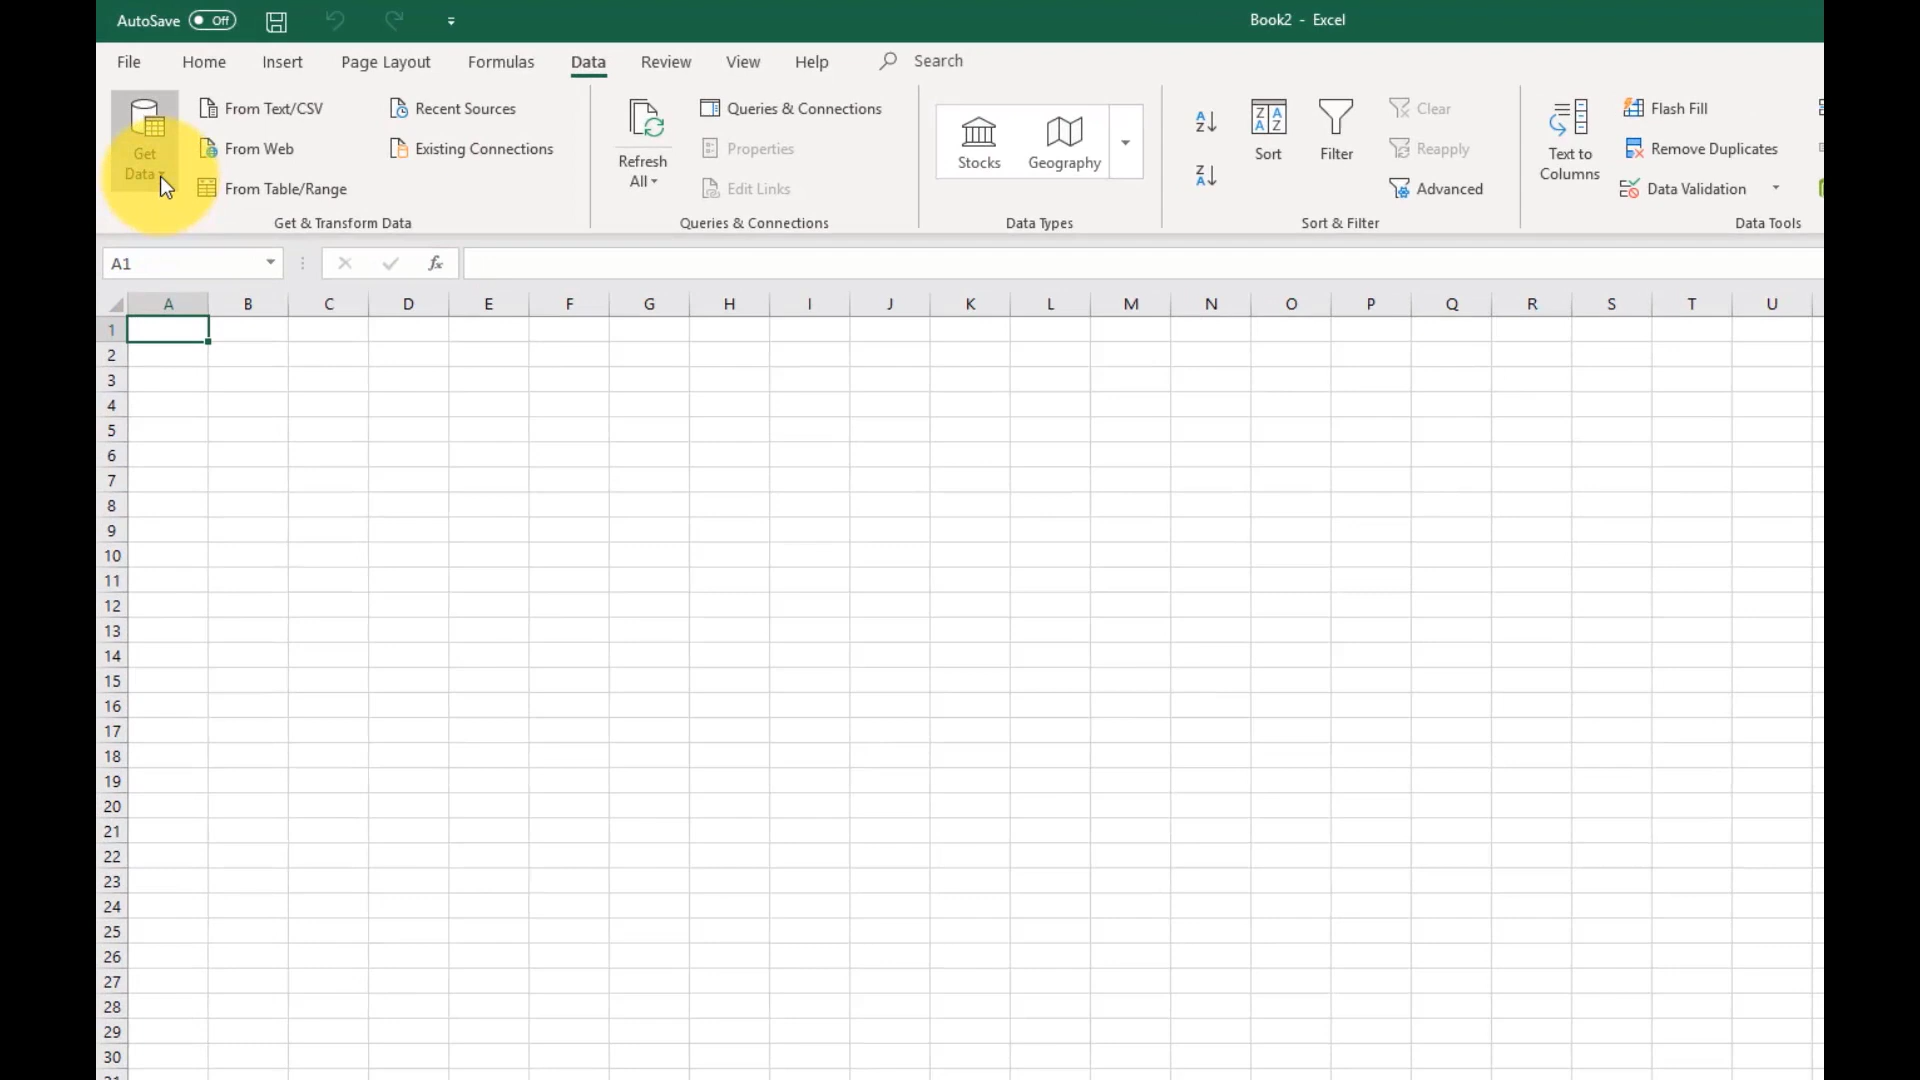 AutoSave Off
Book2 - Excel
File Home Insert Page Layout Formulas Data Review View Help Search
Get Data
From Text/CSV
From Web
From Table/Range
Recent Sources
Existing Connections
Get & Transform Data
Refresh All
Queries & Connections
Properties
Edit Links
Queries & Connections
Stocks
Geography
Data Types
A Z
Z A
Z A A Z
Sort
Filter
Clear
Reapply
Advanced
Sort & Filter
Text to Columns
Flash Fill
Remove Duplicates
Data Validation
Data Tools
A1
fx
A B C D E F G H I J K L M N O P Q R S T U
1
2
3
4
5
6
7
8
9
10
11
12
13
14
15
16
17
18
19
20
21
22
23
24
25
26
27
28
29
30